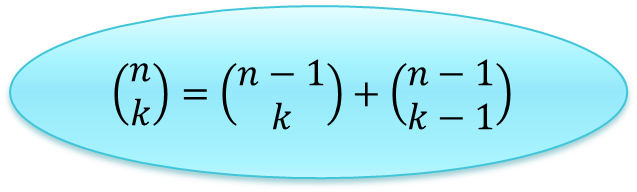 (n k) = (n − 1 k) + (n − 1 k − 1)